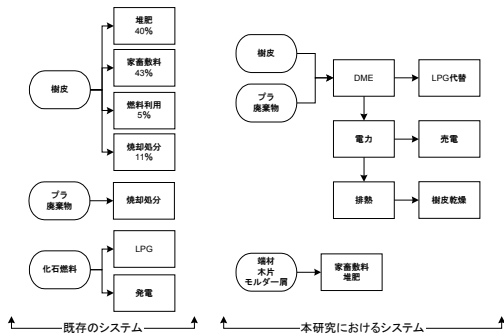 樹皮
堆肥
40%
家畜敷料
43%
燃料利用
5%
焼却処分
11%
プラ
廃棄物
焼却処分
化石燃料
LPG
発電
既存のシステム
樹皮
プラ
廃棄物
DME
LPG代替
電力
売電
排熱
樹皮乾燥
端材
木片
モルダー屑
家畜敷料
堆肥
本研究におけるシステム